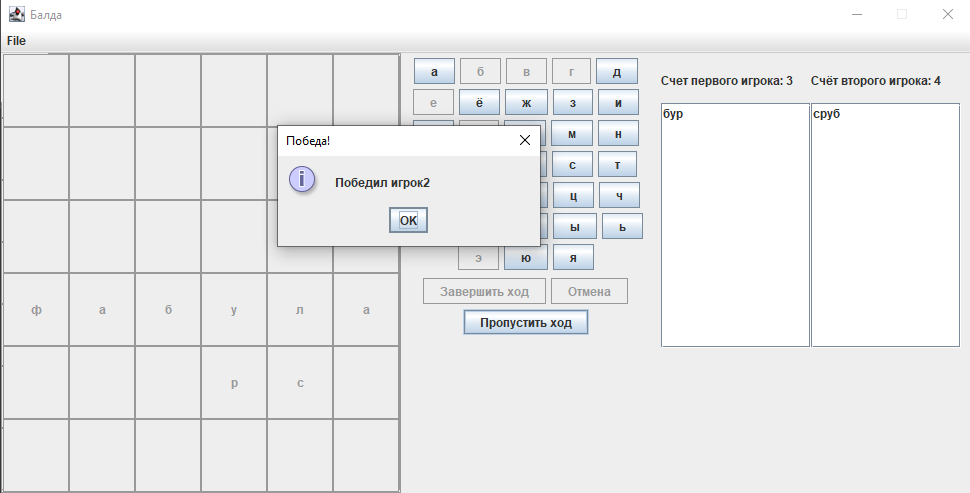 Балда
File
а б в г д
е ё ж з и
м н
с т
ц ч
ы ь
э ю я
Завершить ход Отмена
Пропустить ход
Счет первого игрока: 3 Счёт второго игрока: 4
бур сруб
Победа!
Победил игрок2
OK
ф а б у л а
р с